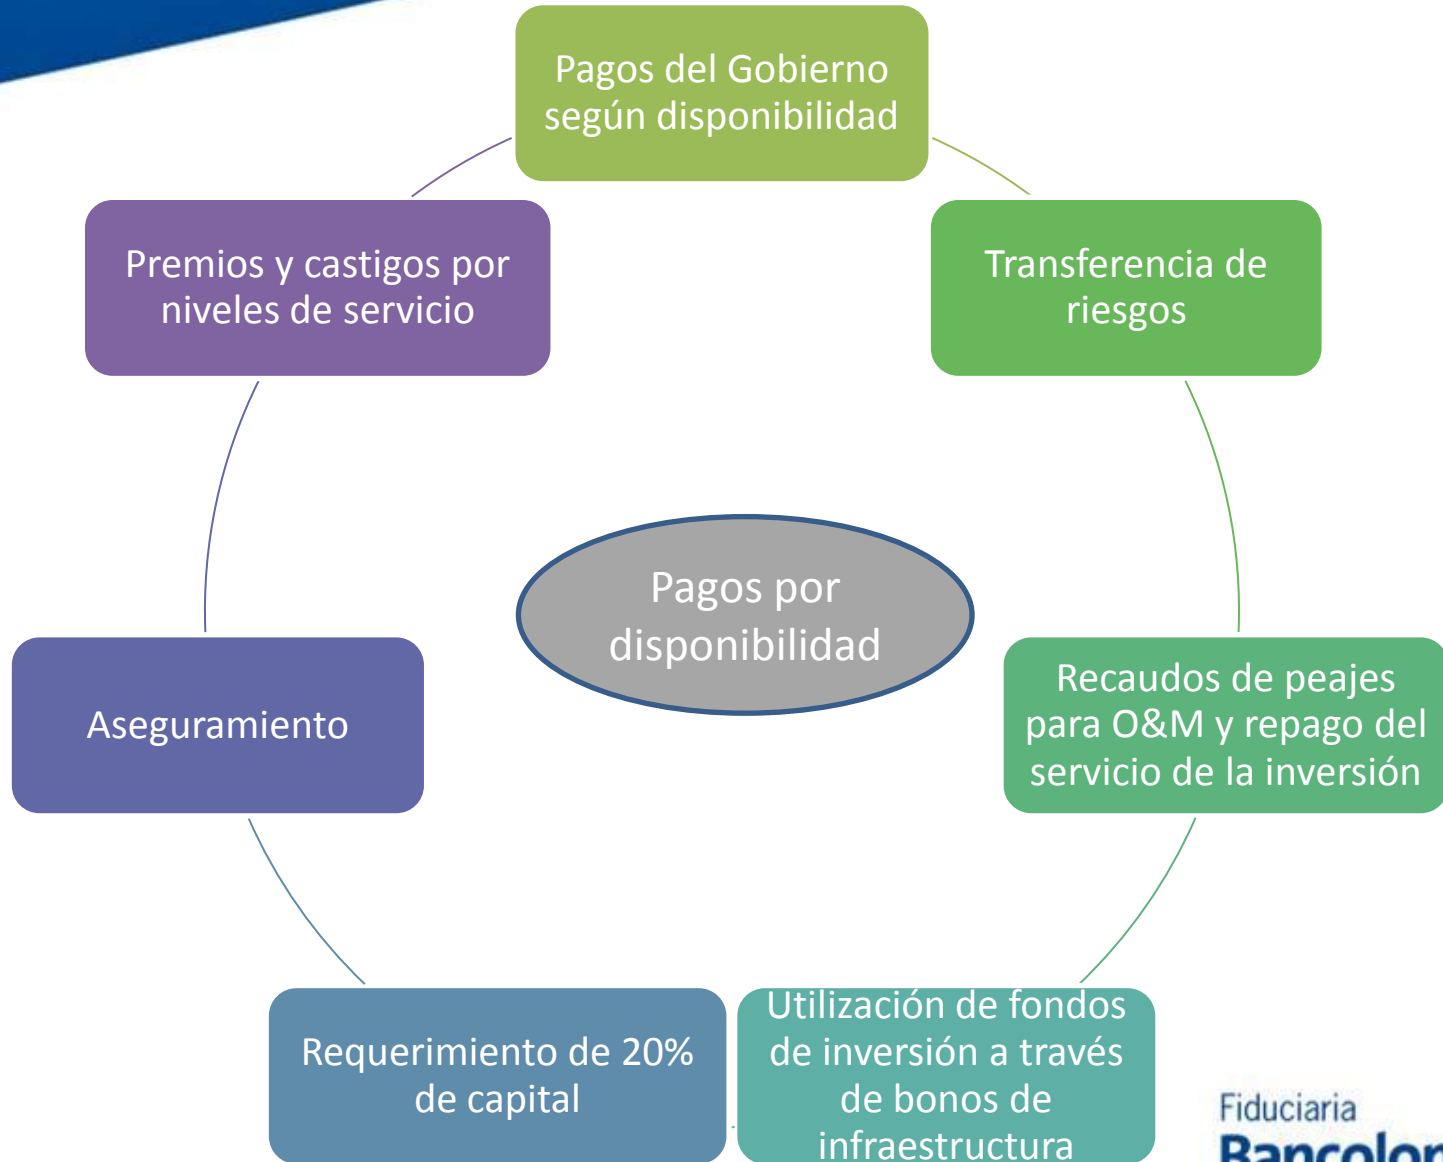 Pagos del Gobierno
según disponibilidad
Premios y castigos por
niveles de servicio
Transferencia de
riesgos
Pagos por
disponibilidad
Aseguramiento
Recaudos de peajes
para O&M y repago del
servicio de la inversión
Requerimiento de 20%
de capital
Utilización de fondos
de inversión a través
de bonos de
infraestructura
Fiduciaria